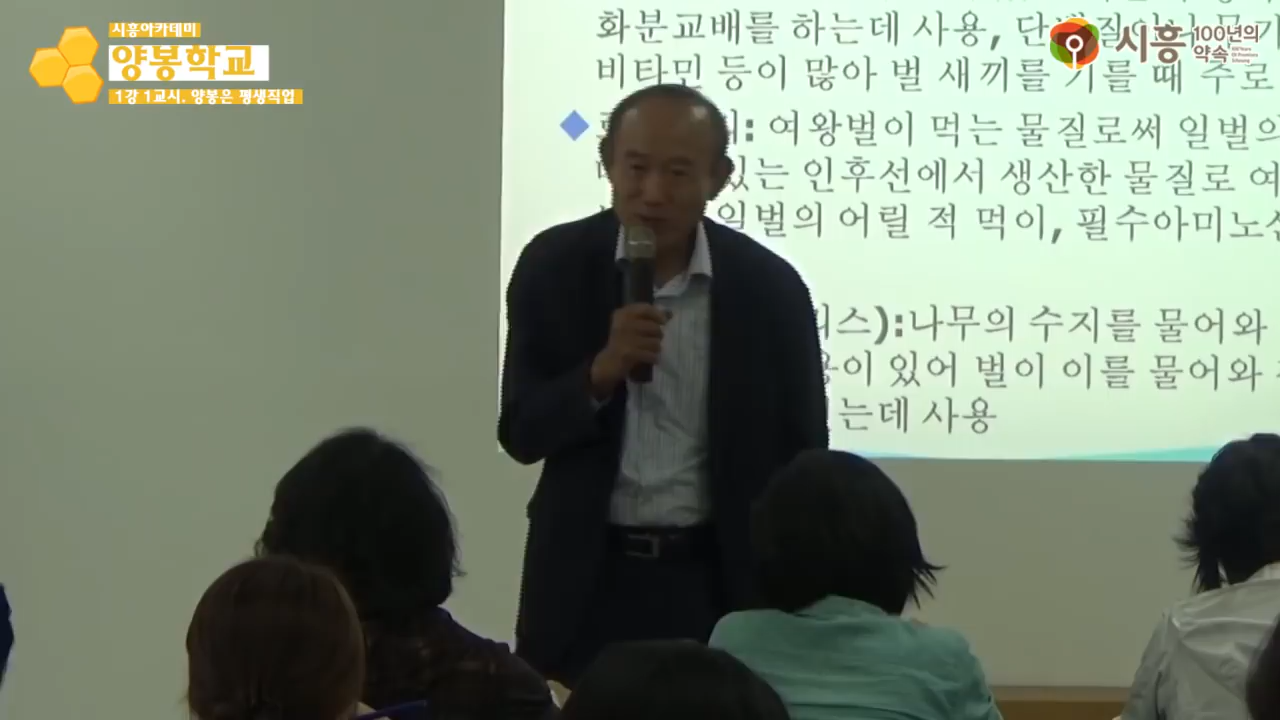 시흥아카데미
양봉학교
1강 1교시. 양봉은 평생직업
시흥 100년의 약속
화분교배를 하는데 사용,
비타민 등이 많아 벌 새끼를 기를 때 주로
여왕벌이 먹는 물질로써 일벌의
있는 인후선에서 생산한 물질로 여
일벌의 어릴 적 먹이, 필수아미노산
리스):나무의 수지를 물어와
용이 있어 벌이 이를 물어와
는데 사용